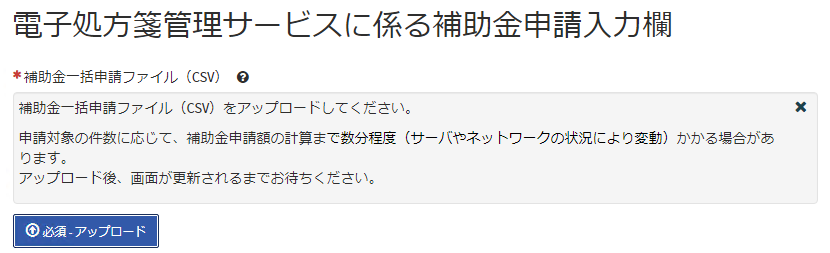 電子処方箋管理サービスに係る補助金申請入力欄
*補助金一括申請ファイル（CSV）
補助金一括申請ファイル（CSV）をアップロードしてください。
申請対象の件数に応じて、補助金申請額の計算まで数分程度（サーバやネットワークの状況により変動）かかる場合があ
ります。
アップロード後、画面が更新されるまでお待ちください。
必須 - アップロード